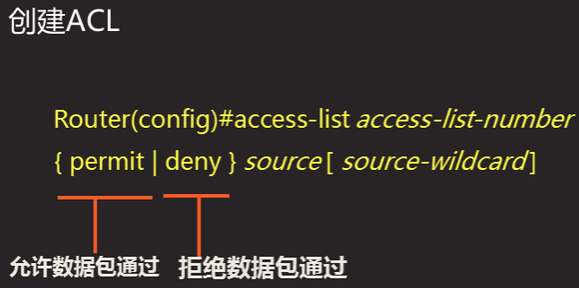 创建ACL
Router(config)#access-list access-list-number
{ permit | deny } source [ source-wildcard]
允许数据包通过 拒绝数据包通过